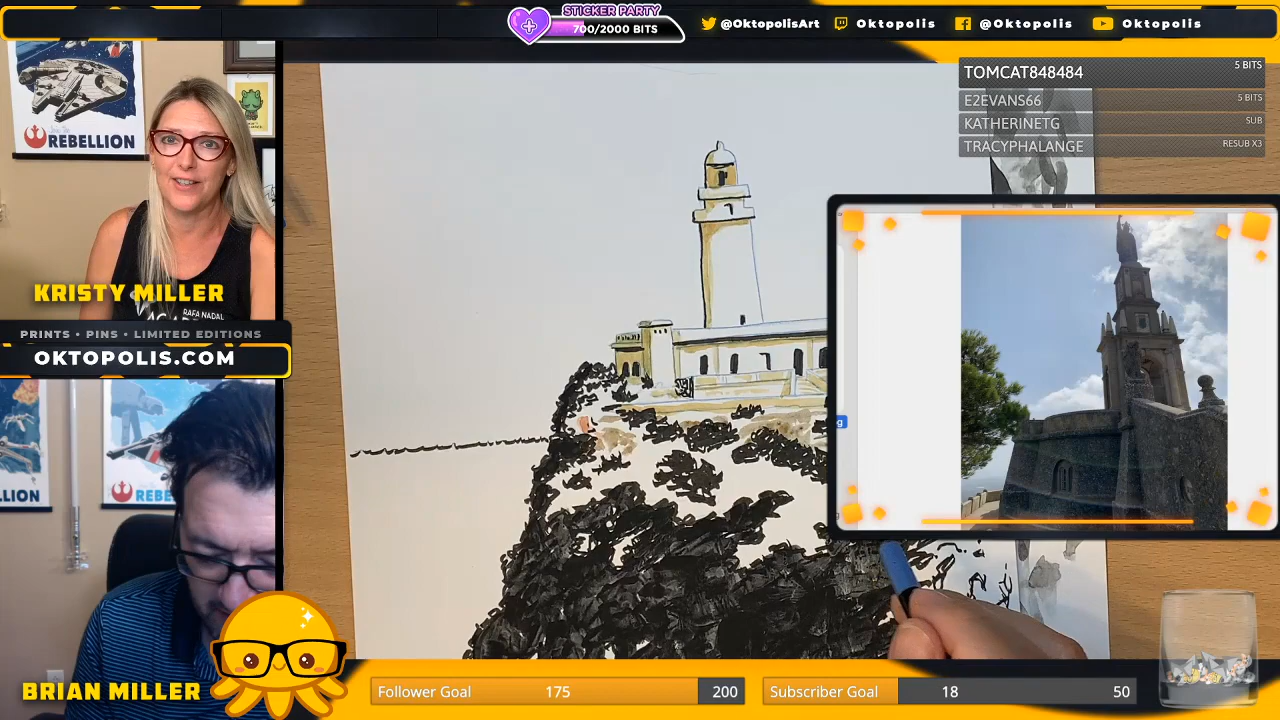 STICKER PARTY
700/2000 BITS
@OktopolisArt
Oktopolis
@Oktopolis
Oktopolis
TOMCAT848484 5 BITS
E2EVANS66 5 BITS
KATHERINETG SUB
TRACYPHALANGE RESUB X3
REBELLION
RAFA NADAL
KRISTY MILLER
PRINTS • PINS • LIMITED EDITIONS
OKTOPOLIS.COM
LLION
REBE
BRIAN MILLER
Follower Goal 175 200
Subscriber Goal 18 50